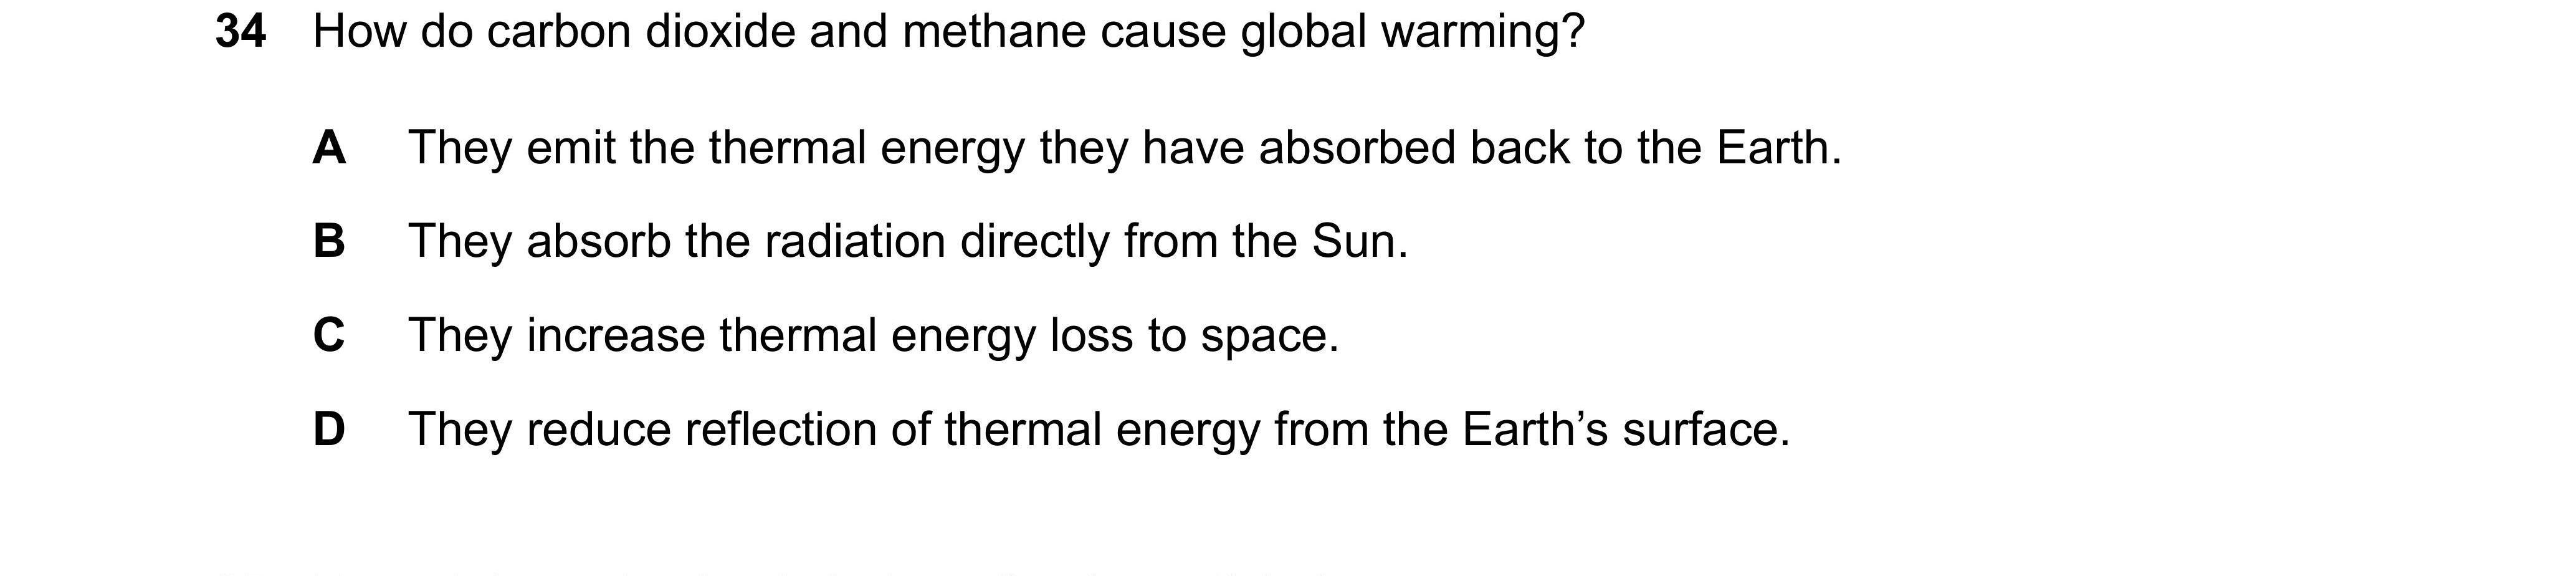 34 How do carbon dioxide and methane cause global warming?
A They emit the thermal energy they have absorbed back to the Earth.
B They absorb the radiation directly from the Sun.
C They increase thermal energy loss to space.
D They reduce reflection of thermal energy from the Earth’s surface.